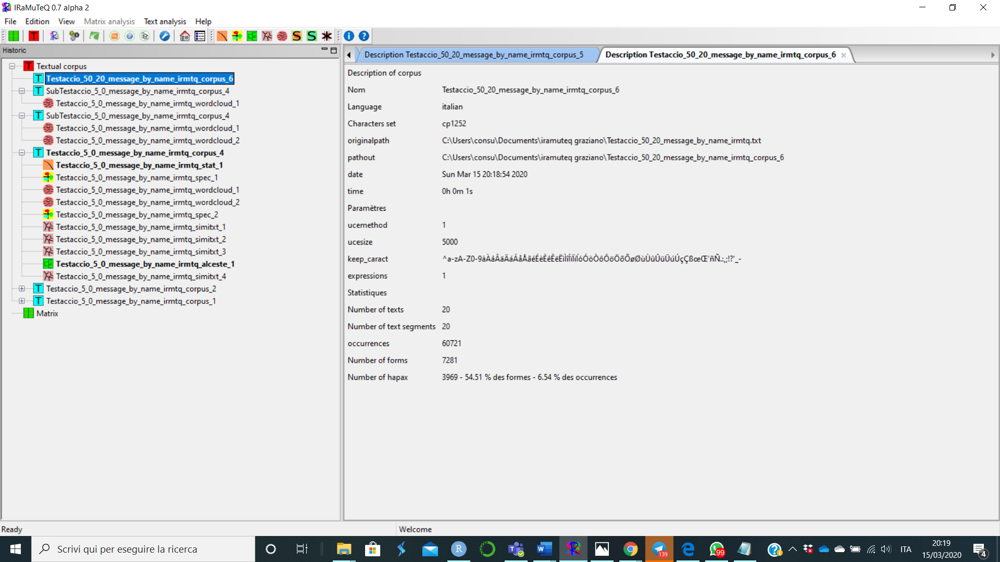 IRaMuTeQ 0.7 alpha 2
File Edition View Matrix analysis Text analysis Help
Historic
Textual corpus
Testaccio_50_20_message_by_name_irmtq_corpus_6
SubTestaccio_5_0_message_by_name_irmtq_corpus_4
Testaccio_5_0_message_by_name_irmtq_wordcloud_1
SubTestaccio_5_0_message_by_name_irmtq_corpus_4
Testaccio_5_0_message_by_name_irmtq_wordcloud_1
Testaccio_5_0_message_by_name_irmtq_wordcloud_2
Testaccio_5_0_message_by_name_irmtq_corpus_4
Testaccio_5_0_message_by_name_irmtq_stat_1
Testaccio_5_0_message_by_name_irmtq_spec_1
Testaccio_5_0_message_by_name_irmtq_wordcloud_1
Testaccio_5_0_message_by_name_irmtq_wordcloud_2
Testaccio_5_0_message_by_name_irmtq_spec_2
Testaccio_5_0_message_by_name_irmtq_simitxt_1
Testaccio_5_0_message_by_name_irmtq_simitxt_2
Testaccio_5_0_message_by_name_irmtq_simitxt_3
Testaccio_5_0_message_by_name_irmtq_alceste_1
Testaccio_5_0_message_by_name_irmtq_simitxt_4
Testaccio_5_0_message_by_name_irmtq_corpus_2
Testaccio_5_0_message_by_name_irmtq_corpus_1
Matrix
Description Testaccio_50_20_message_by_name_irmtq_corpus_5 Description Testaccio_50_20_message_by_name_irmtq_corpus_6
Description of corpus
Nom Testaccio_50_20_message_by_name_irmtq_corpus_6
Language italian
Characters set cp1252
originalpath C:\Users\consu\Documents\iramuteq graziano\Testaccio_50_20_message_by_name_irmtq.txt
pathout C:\Users\consu\Documents\iramuteq graziano\Testaccio_50_20_message_by_name_irmtq_corpus_6
date Sun Mar 15 20:18:54 2020
time 0h 0m 1s
Paramètres
ucemethod 1
ucesize 5000
keep_caract ^a-zA-Z0-9àÀâÂäÄáÁåÅãéÉèÈêÊëËìÌîÎïÏíÍóÓòÒôÔöÖõÕøØùÙûÛüÜúÚçÇßœŒ'ñÑ.:,;!?'_-
expressions 1
Statistiques
Number of texts 20
Number of text segments 20
occurrences 60721
Number of forms 7281
Number of hapax 3969 - 54.51 % des formes - 6.54 % des occurrences
Ready Welcome
Scrivi qui per eseguire la ricerca
139
99
ITA
20:19
15/03/2020
4